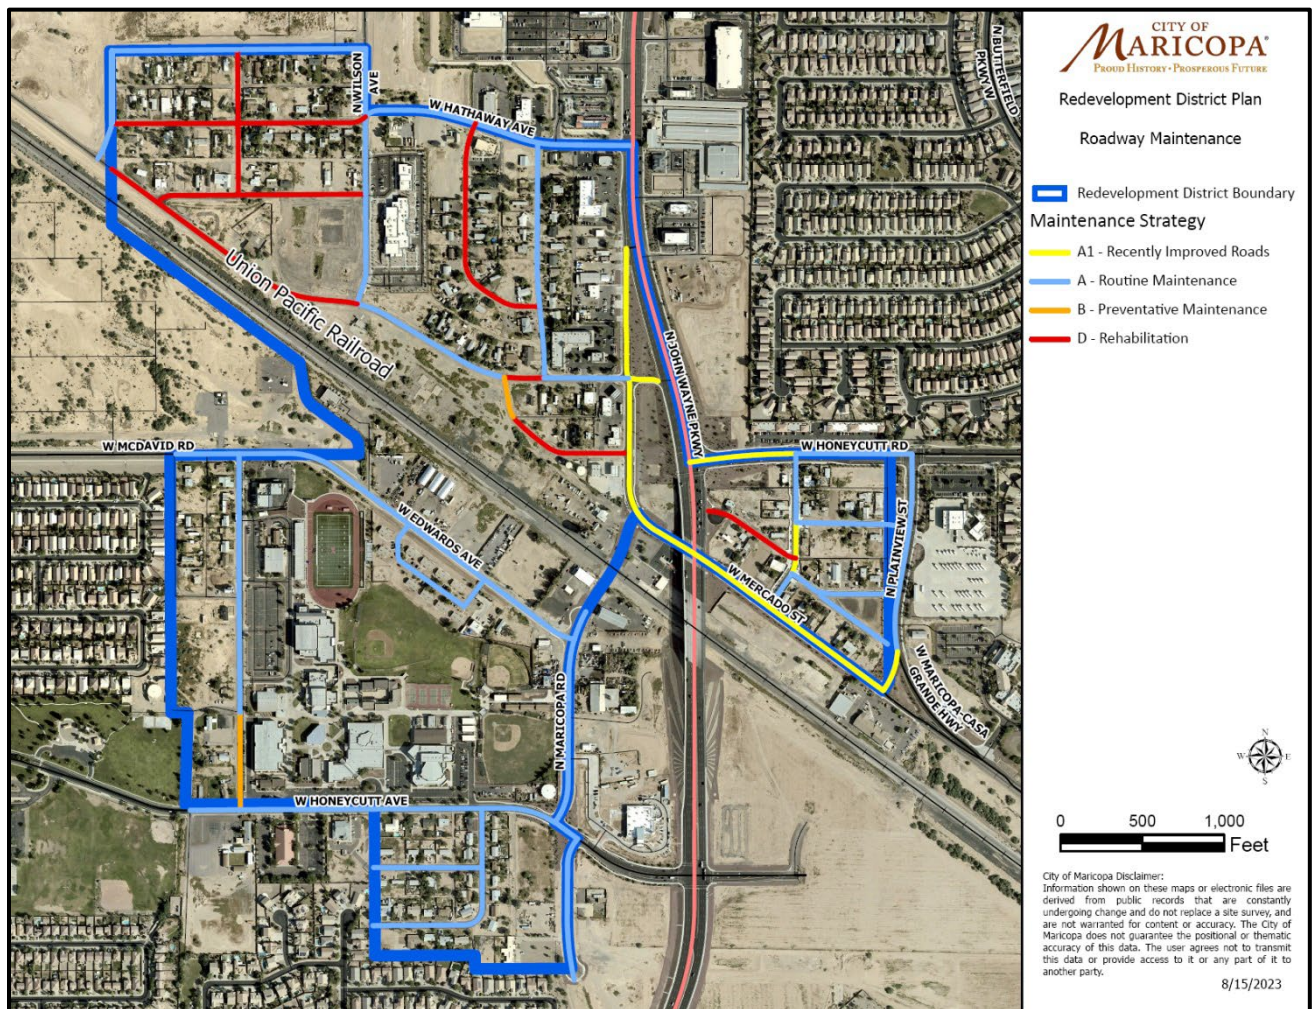 CITY OF
MARICOPA®
PROUD HISTORY • PROSPEROUS FUTURE
Redevelopment District Plan
Roadway Maintenance
Redevelopment District Boundary
Maintenance Strategy
A1 - Recently Improved Roads
A - Routine Maintenance
B - Preventative Maintenance
D - Rehabilitation
N BUTTERFIELD
PKWY W
N WILSON
AVE
W HATHAWAY AVE
Union Pacific Railroad
N JOHN WAYNE PKWY
W MCDAVID RD
W HONEYCUTT RD
W EDWARDS AVE
N PLAINVIEW ST
W MERCADO ST
W MARICOPA-CASA
GRANDE HWY
N MARICOPA RD
W HONEYCUTT AVE
N
W E
S
0 500 1,000
Feet
City of Maricopa Disclaimer:
Information shown on these maps or electronic files are
derived from public records that are constantly
undergoing change and do not replace a site survey, and
are not warranted for content or accuracy. The City of
Maricopa does not guarantee the positional or thematic
accuracy of this data. The user agrees not to transmit
this data or provide access to it or any part of it to
another party.
8/15/2023